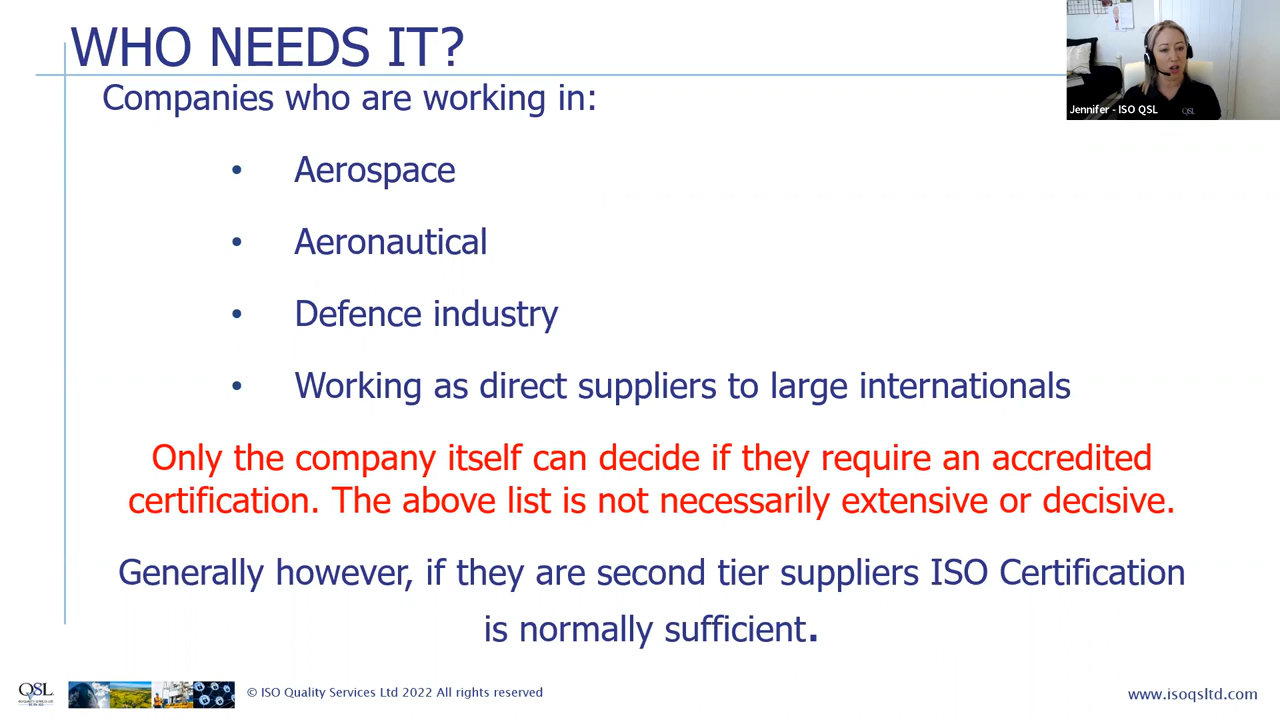 WHO NEEDS IT?
Companies who are working in:
• Aerospace
• Aeronautical
• Defence industry
• Working as direct suppliers to large internationals
Only the company itself can decide if they require an accredited
certification. The above list is not necessarily extensive or decisive.
Generally however, if they are second tier suppliers ISO Certification
is normally sufficient.
Jennifer - ISO QSL
QSL
QSL
© ISO Quality Services Ltd 2022 All rights reserved
www.isoqsltd.com